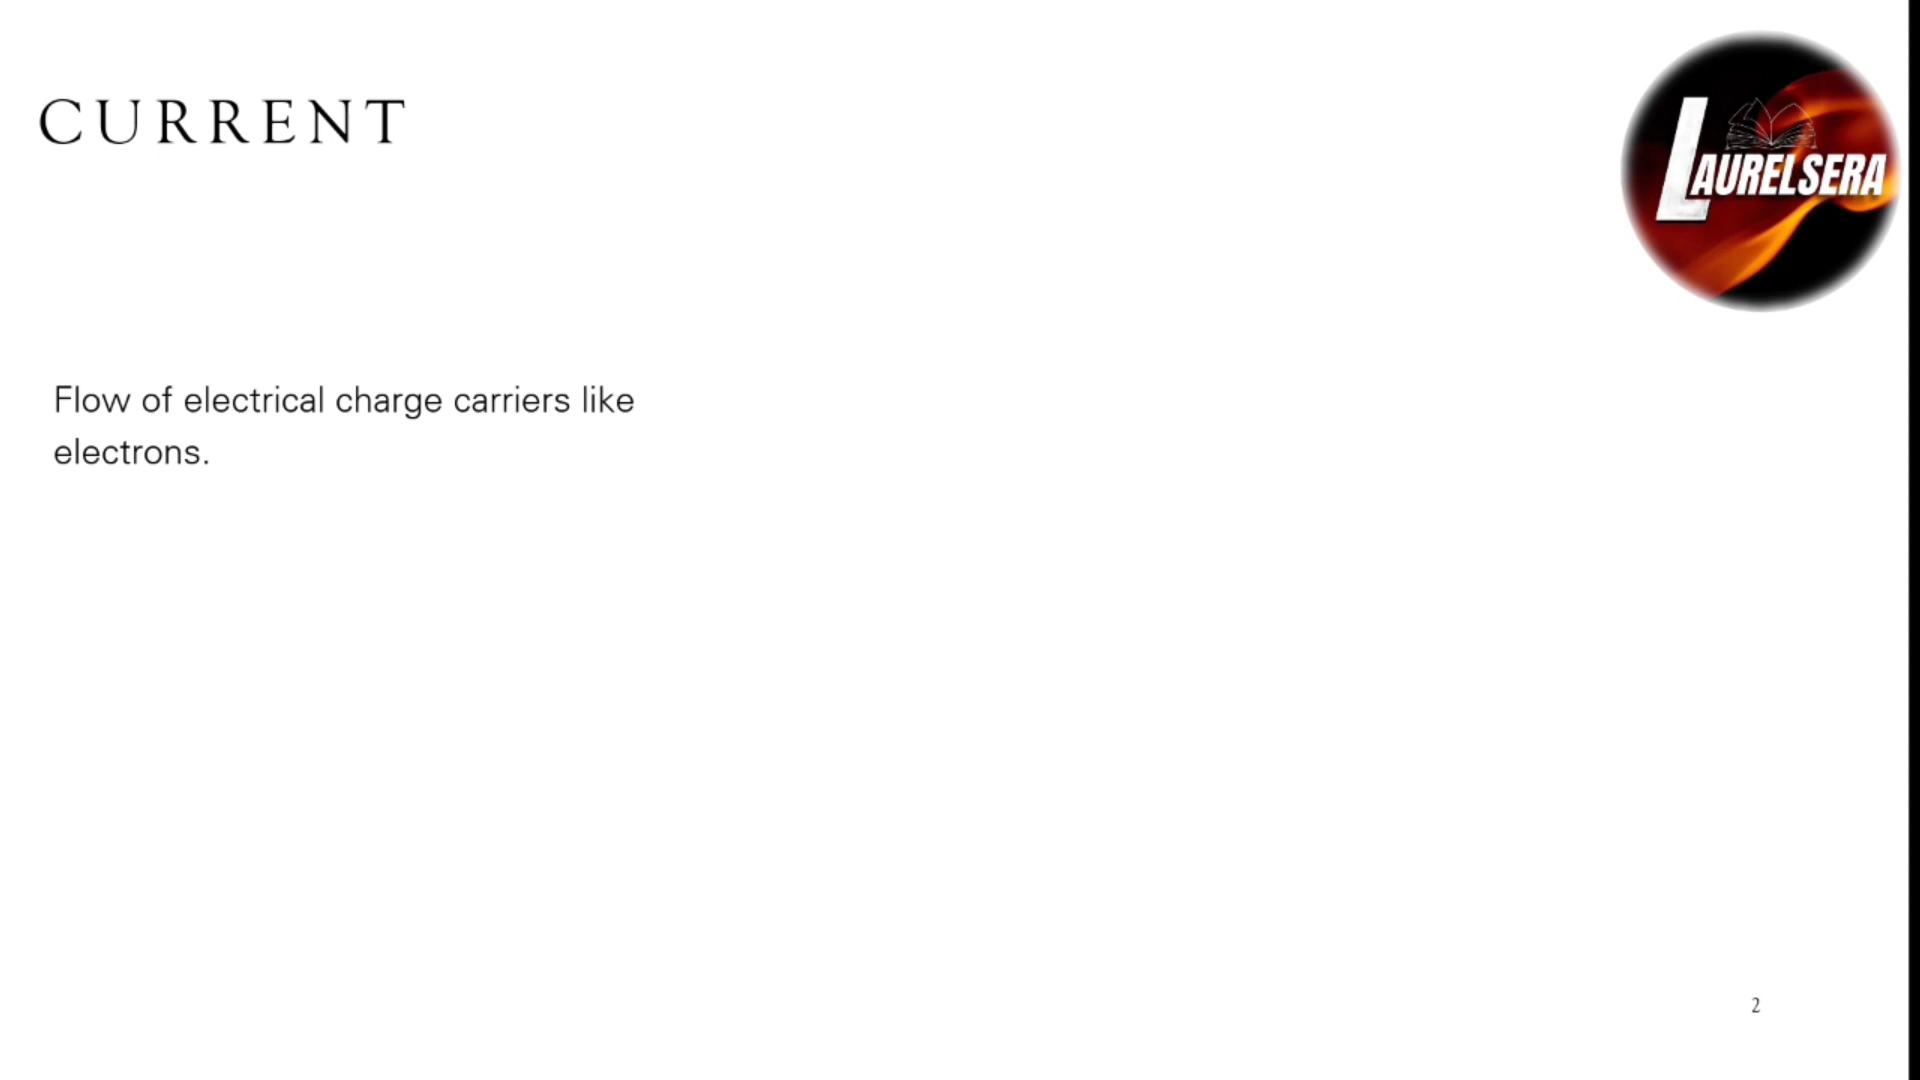 CURRENT
LAURELSERA
Flow of electrical charge carriers like
electrons.
2